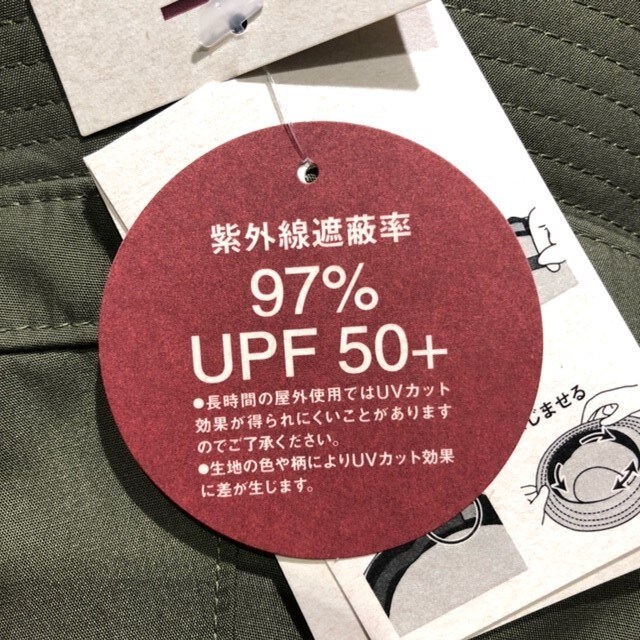 紫外線遮蔽率
97%
UPF 50+
●長時間の屋外使用ではUVカット
効果が得られにくいことがあります
のでご了承ください。
●生地の色や柄によりUVカット効果
に差が生じます。
じませる